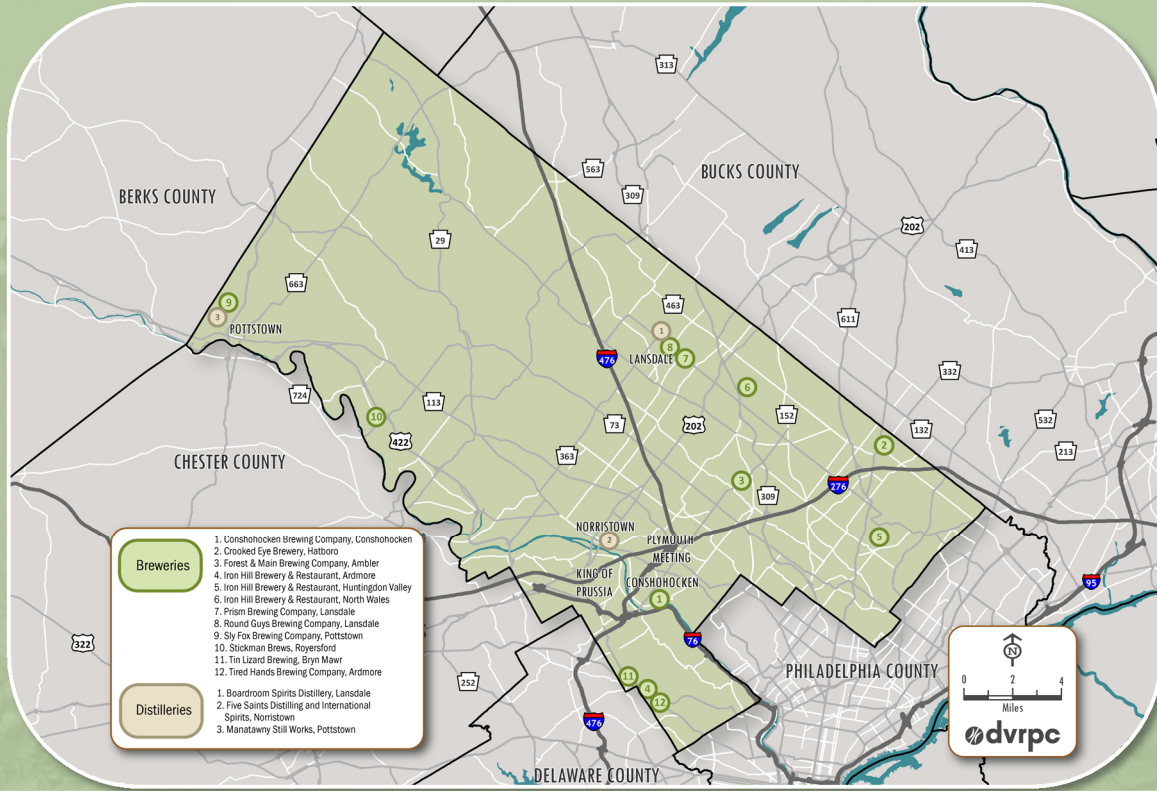 313
563
309
BUCKS COUNTY
BERKS COUNTY
202
413
29
663
463
611
9
3
POTTSTOWN
1
8
7
LANSDALE
476
332
6
724
113
10
152
73
202
532
132
422
2
213
363
CHESTER COUNTY
3
309
276
NORRISTOWN
2
5
PLYMOUTH
MEETING
KING OF
PRUSSIA
CONSHOHOCKEN
1
95
76
322
PHILADELPHIA COUNTY
252
11
4
12
476
DELAWARE COUNTY
Breweries
1. Conshohocken Brewing Company, Conshohocken
2. Crooked Eye Brewery, Hatboro
3. Forest & Main Brewing Company, Ambler
4. Iron Hill Brewery & Restaurant, Ardmore
5. Iron Hill Brewery & Restaurant, Huntingdon Valley
6. Iron Hill Brewery & Restaurant, North Wales
7. Prism Brewing Company, Lansdale
8. Round Guys Brewing Company, Lansdale
9. Sly Fox Brewing Company, Pottstown
10. Stickman Brews, Royersford
11. Tin Lizard Brewing, Bryn Mawr
12. Tired Hands Brewing Company, Ardmore
Distilleries
1. Boardroom Spirits Distillery, Lansdale
2. Five Saints Distilling and International
Spirits, Norristown
3. Manatawny Still Works, Pottstown
N
0 2 4
Miles
dvrpc